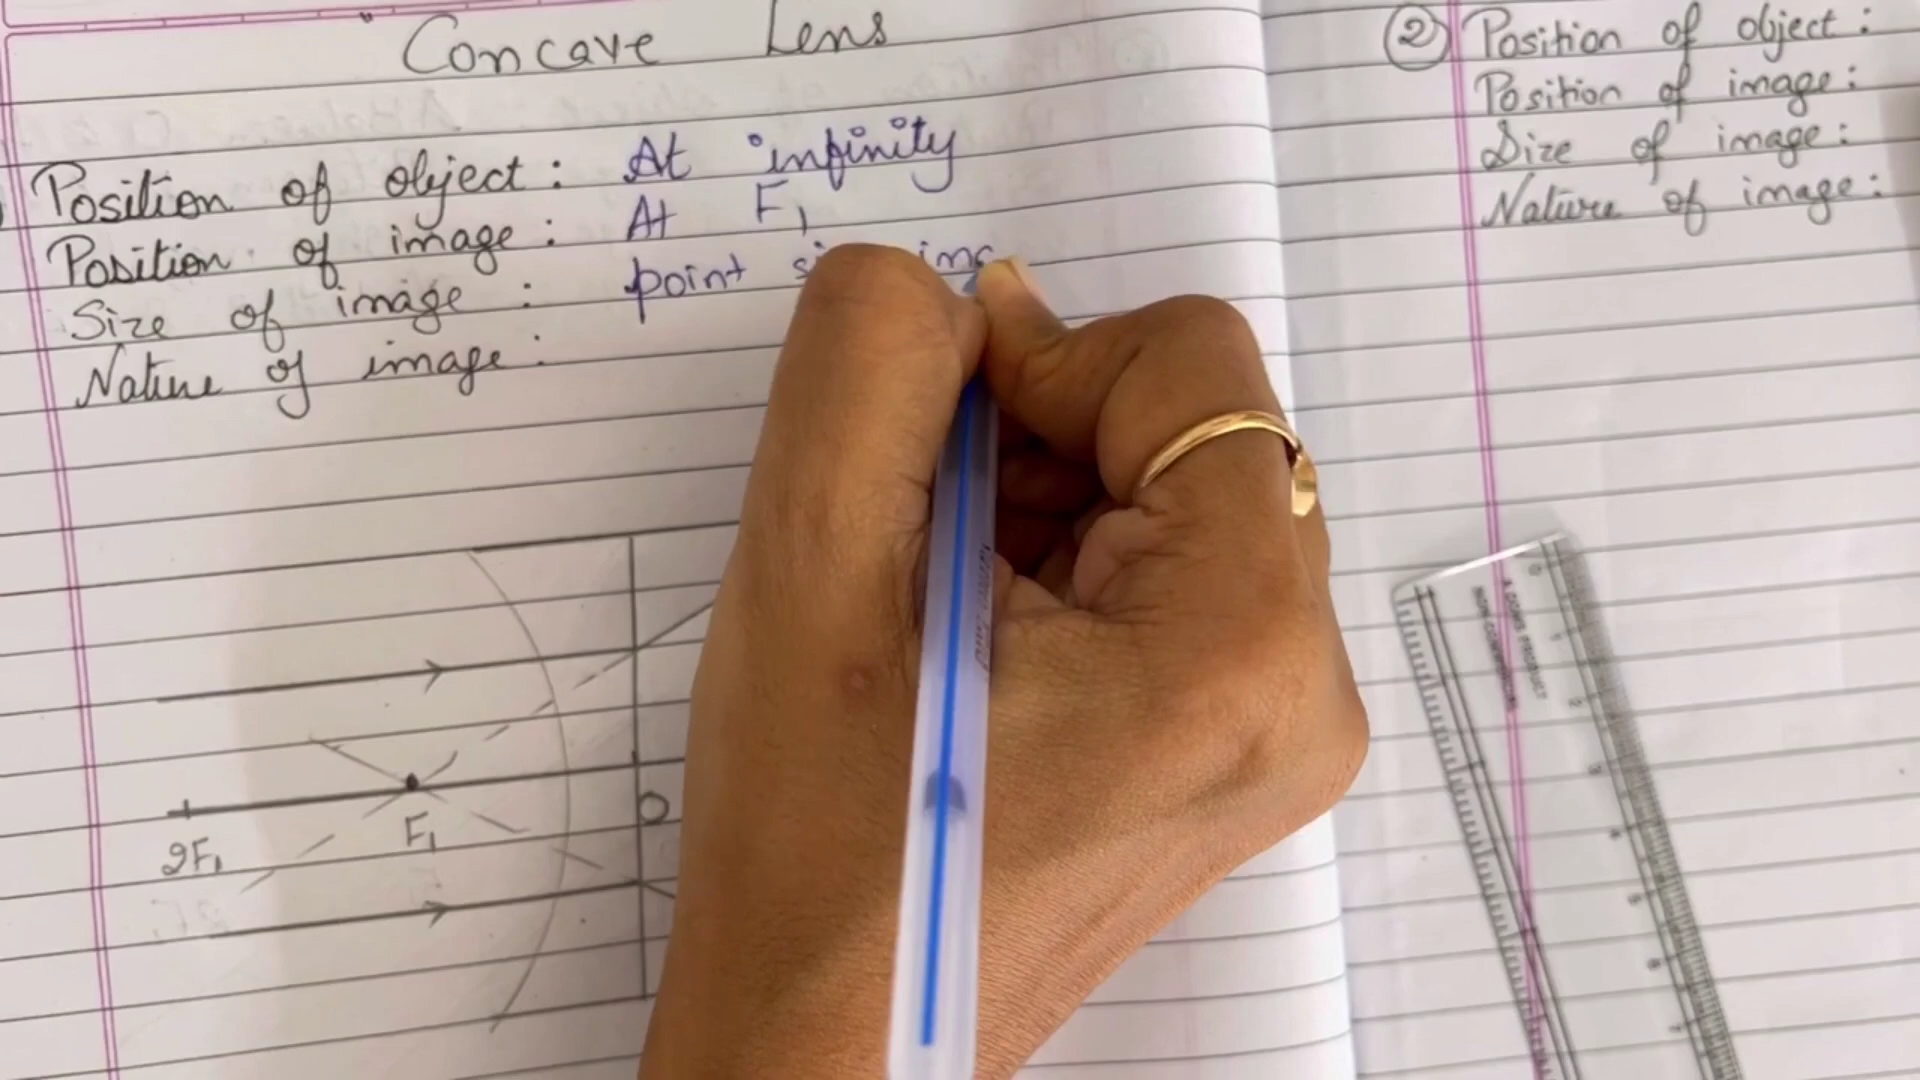 Concave Lens
Position of object : At infinity
Position of image : At F1
Size of image : point
Nature of image :
2F1
F1
O
② Position of object :
Position of image :
Size of image :
Nature of image :